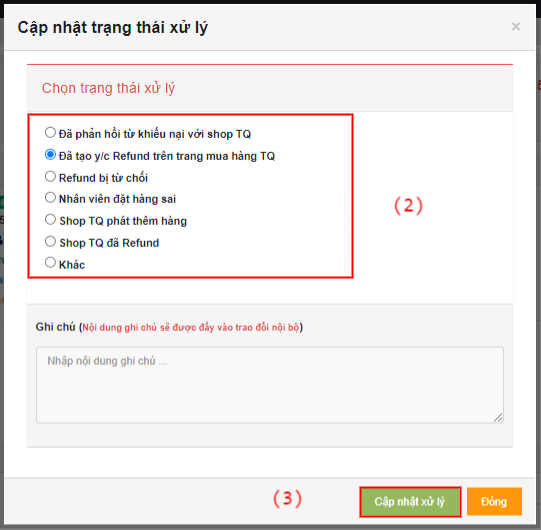 Cập nhật trạng thái xử lý
×
Chọn trạng thái xử lý
Đã phản hồi từ khiếu nại với shop TQ
Đã tạo y/c Refund trên trang mua hàng TQ
Refund bị từ chối
(2)
Nhân viên đặt hàng sai
Shop TQ phát thêm hàng
Shop TQ đã Refund
Khác
Ghi chú (Nội dung ghi chú sẽ được đẩy vào trao đổi nội bộ)
Nhập nội dung ghi chú ...
(3) Cập nhật xử lý Đóng